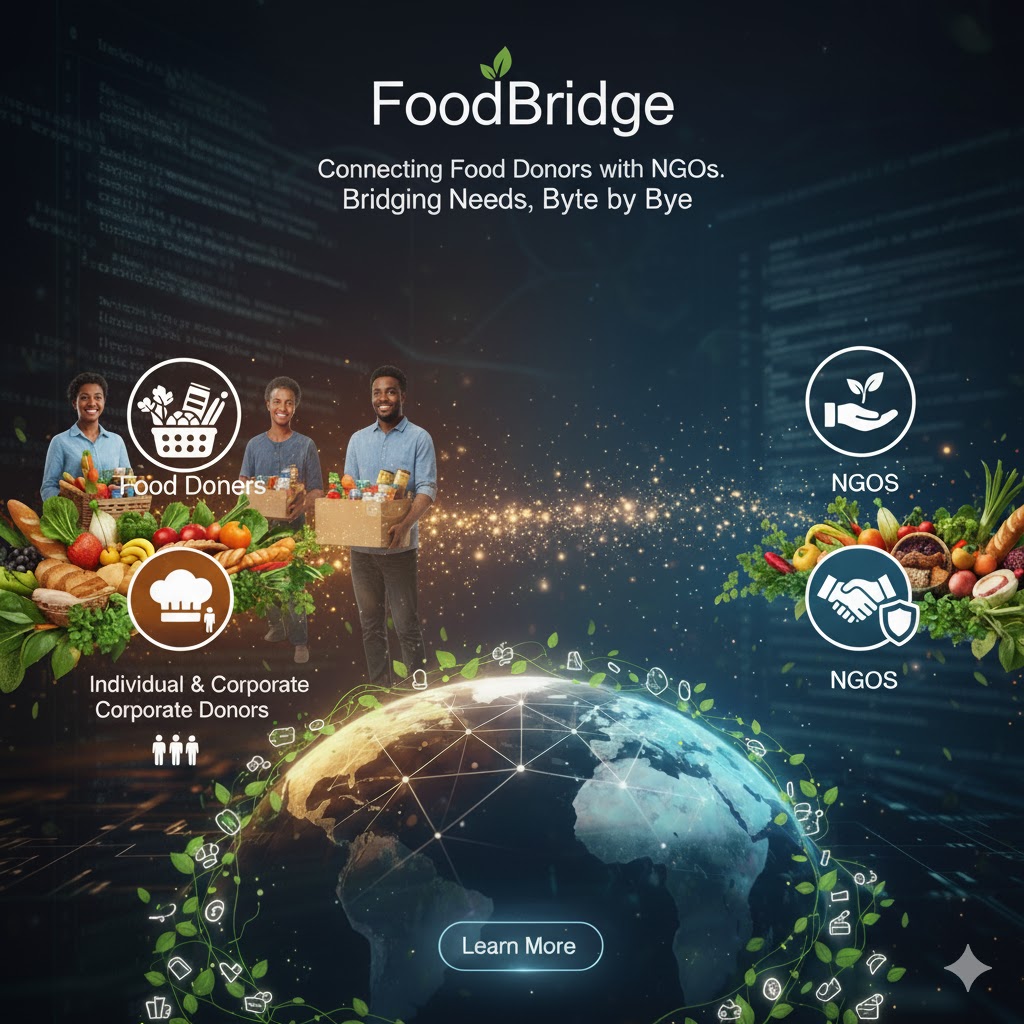 FoodBridge
Connecting Food Donors with NGOs.
Bridging Needs, Byte by Bye
Food Doners
NGOS
Individual & Corporate
Corporate Donors
NGOS
Learn More